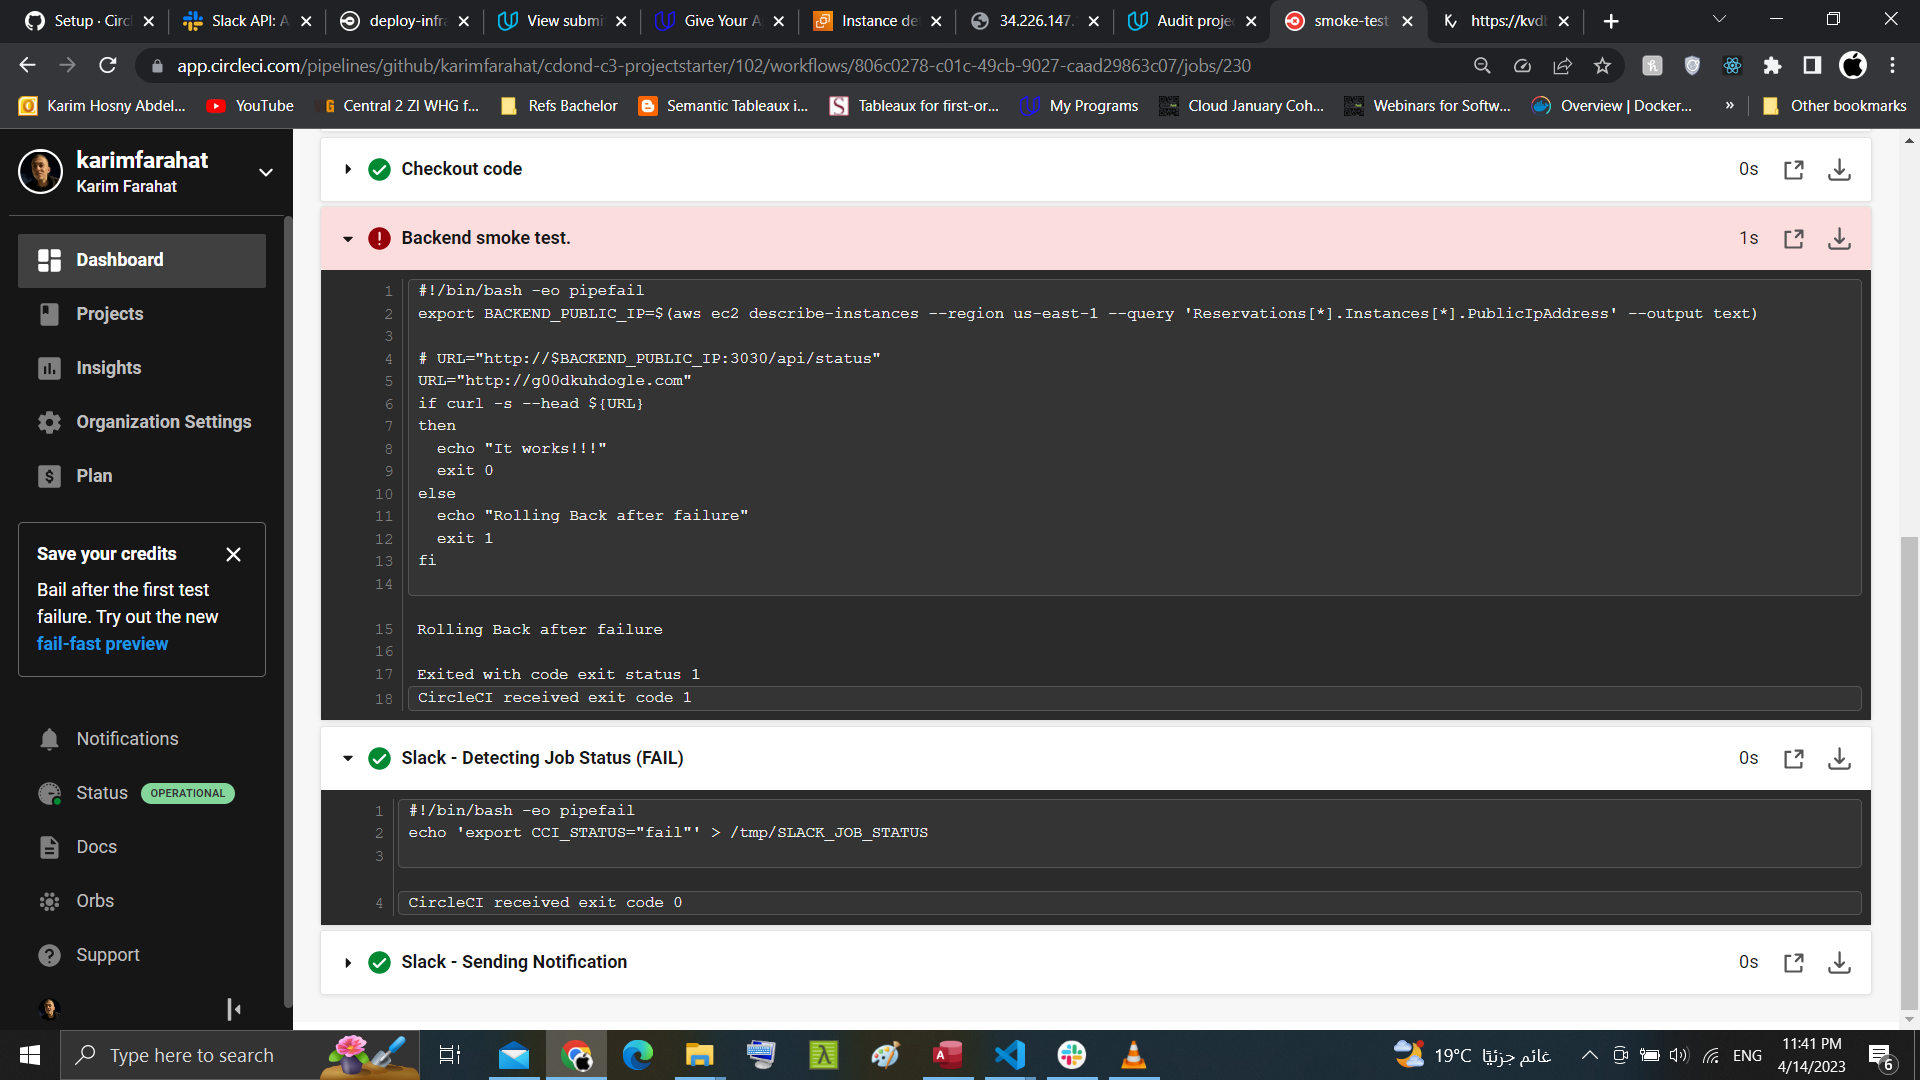 Setup · Circ
Slack API: A
deploy-infra
View submi
Give Your A
Instance de
34.226.147.
Audit proje
smoke-test
https://kvdb
app.circleci.com/pipelines/github/karimfarahat/cdond-c3-projectstarter/102/workflows/806c0278-c01c-49cb-9027-caad29863c07/jobs/230
Karim Hosny Abdel...
YouTube
Central 2 ZI WHG f...
Refs Bachelor
Semantic Tableaux i...
Tableaux for first-or...
My Programs
Cloud January Coh...
Webinars for Softw...
Overview | Docker...
»
Other bookmarks
karimfarahat
Karim Farahat
Dashboard
Projects
Insights
Organization Settings
Plan
Save your credits
Bail after the first test
failure. Try out the new
fail-fast preview
Notifications
Status OPERATIONAL
Docs
Orbs
Support
Checkout code 0s
Backend smoke test. 1s
1 #!/bin/bash -eo pipefail
2 export BACKEND_PUBLIC_IP=$(aws ec2 describe-instances --region us-east-1 --query 'Reservations[*].Instances[*].PublicIpAddress' --output text)
3
4 # URL="http://$BACKEND_PUBLIC_IP:3030/api/status"
5 URL="http://g00dkuhdogle.com"
6 if curl -s --head ${URL}
7 then
8 echo "It works!!!"
9 exit 0
10 else
11 echo "Rolling Back after failure"
12 exit 1
13 fi
14
15 Rolling Back after failure
16
17 Exited with code exit status 1
18 CircleCI received exit code 1
Slack - Detecting Job Status (FAIL) 0s
1 #!/bin/bash -eo pipefail
2 echo 'export CCI_STATUS="fail"' > /tmp/SLACK_JOB_STATUS
3
4 CircleCI received exit code 0
Slack - Sending Notification 0s
Type here to search
19°C غائم جزئيًا
ENG
11:41 PM
4/14/2023
6